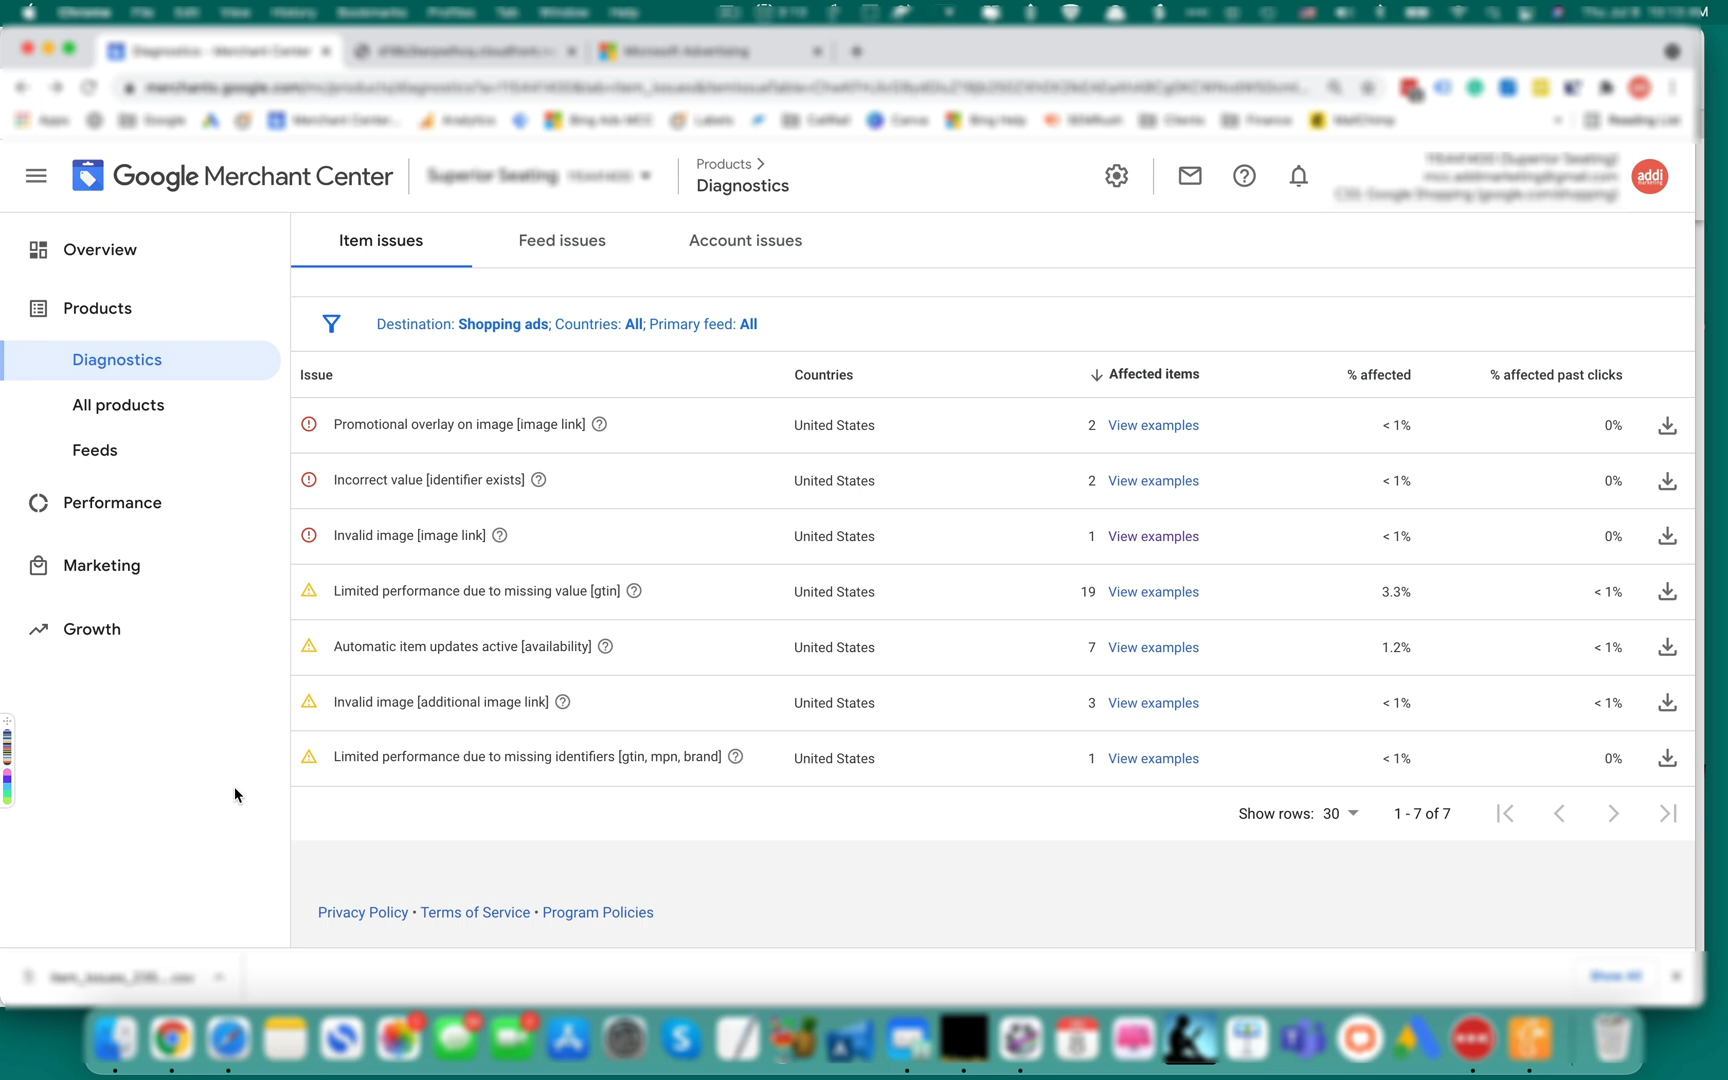 Google Merchant Center
Superior Seating
Products
Diagnostics
addi
Overview
Products
Diagnostics
All products
Feeds
Performance
Marketing
Growth
Item issues
Feed issues
Account issues
Destination: Shopping ads; Countries: All; Primary feed: All
Issue Countries Affected items % affected % affected past clicks
Promotional overlay on image [image link] United States 2 View examples < 1% 0%
Incorrect value [identifier exists] United States 2 View examples < 1% 0%
Invalid image [image link] United States 1 View examples < 1% 0%
Limited performance due to missing value [gtin] United States 19 View examples 3.3% < 1%
Automatic item updates active [availability] United States 7 View examples 1.2% < 1%
Invalid image [additional image link] United States 3 View examples < 1% < 1%
Limited performance due to missing identifiers [gtin, mpn, brand] United States 1 View examples < 1% 0%
Show rows: 30 1 - 7 of 7
Privacy Policy • Terms of Service • Program Policies
Show All